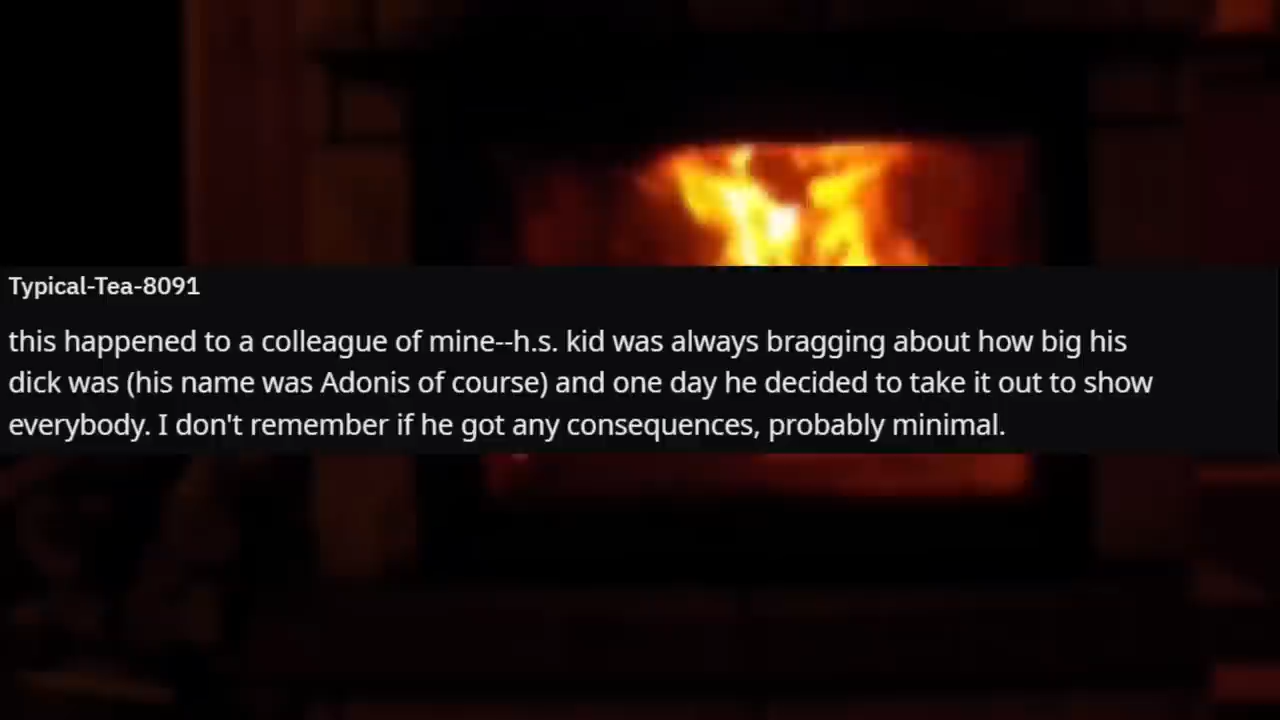 Typical-Tea-8091
this happened to a colleague of mine--h.s. kid was always bragging about how big his
dick was (his name was Adonis of course) and one day he decided to take it out to show
everybody. I don't remember if he got any consequences, probably minimal.